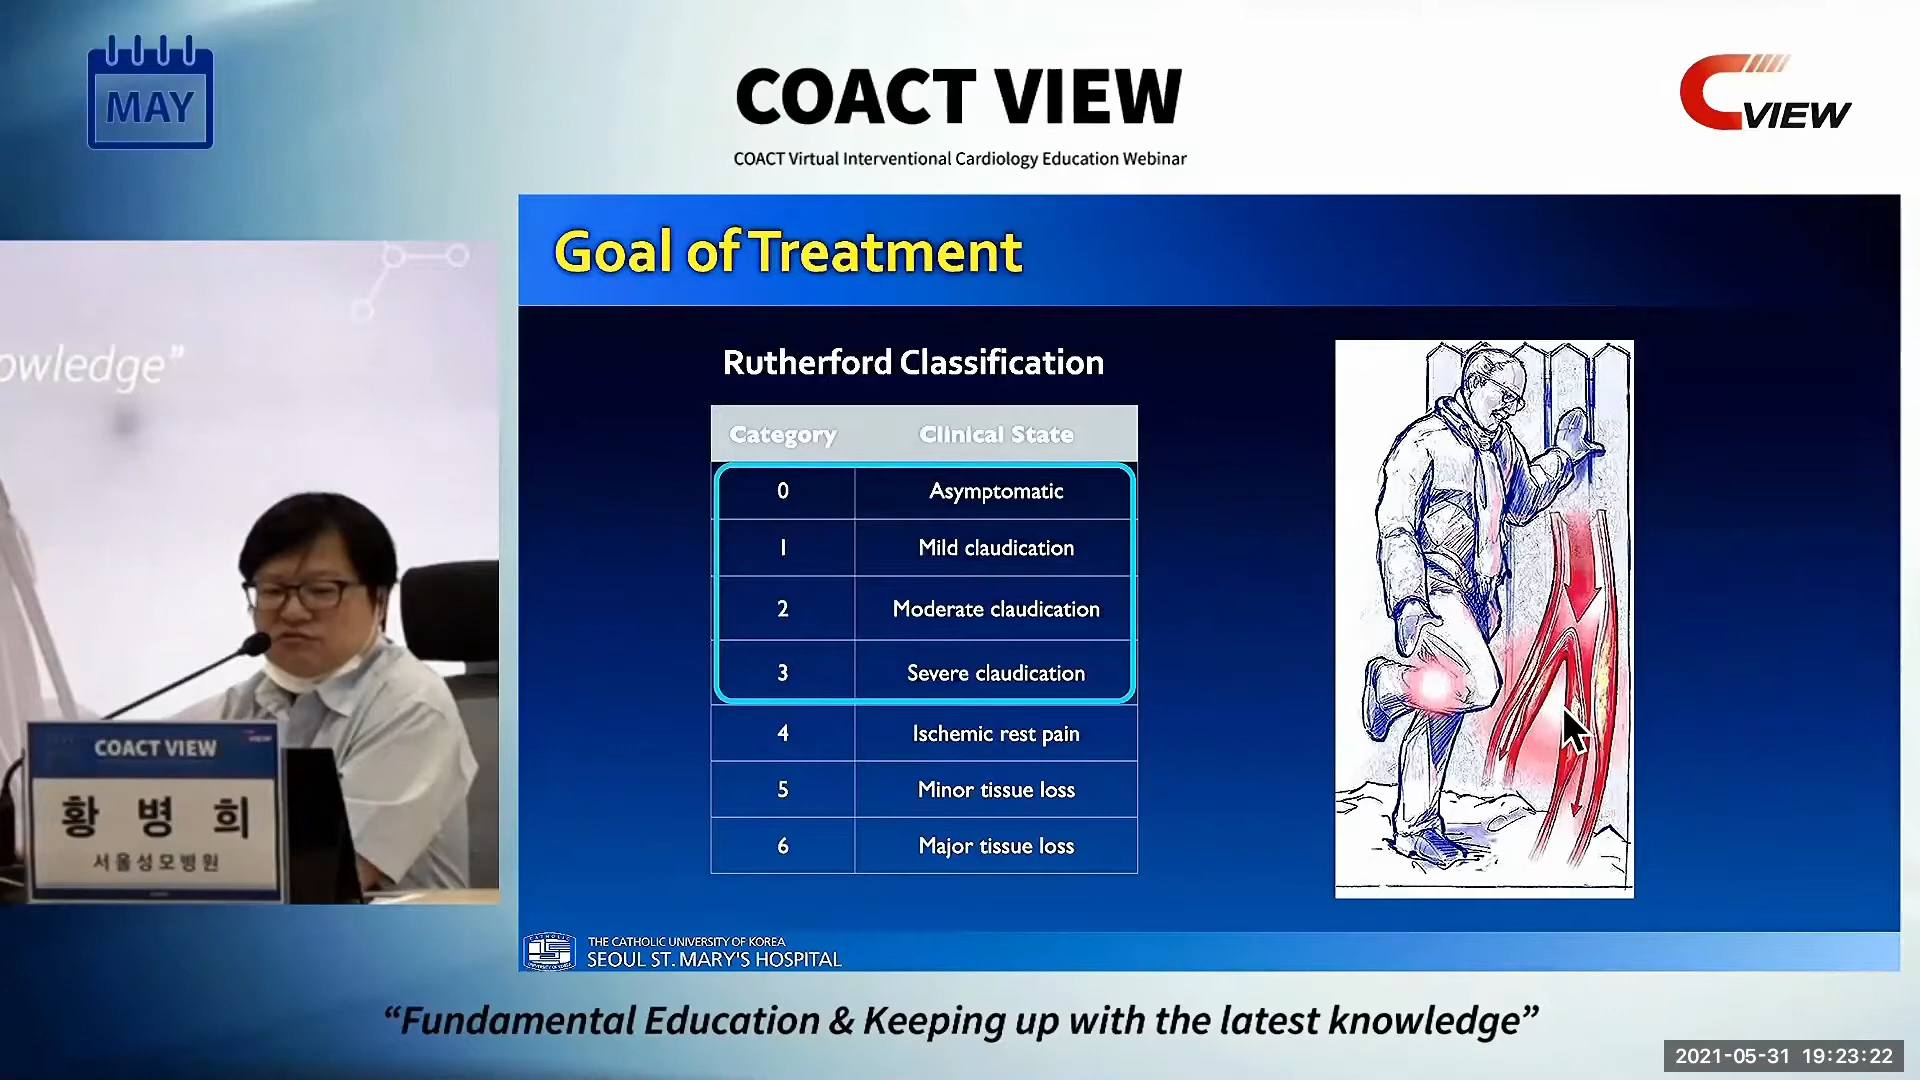 MAY
COACT VIEW
COACT Virtual Interventional Cardiology Education Webinar
CVIEW
Goal of Treatment
owledge”
Rutherford Classification
Category Clinical State
0 Asymptomatic
1 Mild claudication
2 Moderate claudication
3 Severe claudication
4 Ischemic rest pain
5 Minor tissue loss
6 Major tissue loss
COACT VIEW
황 병 희
서울성모병원
THE CATHOLIC UNIVERSITY OF KOREA
SEOUL ST. MARY'S HOSPITAL
“Fundamental Education & Keeping up with the latest knowledge”
2021-05-31 19:23:22